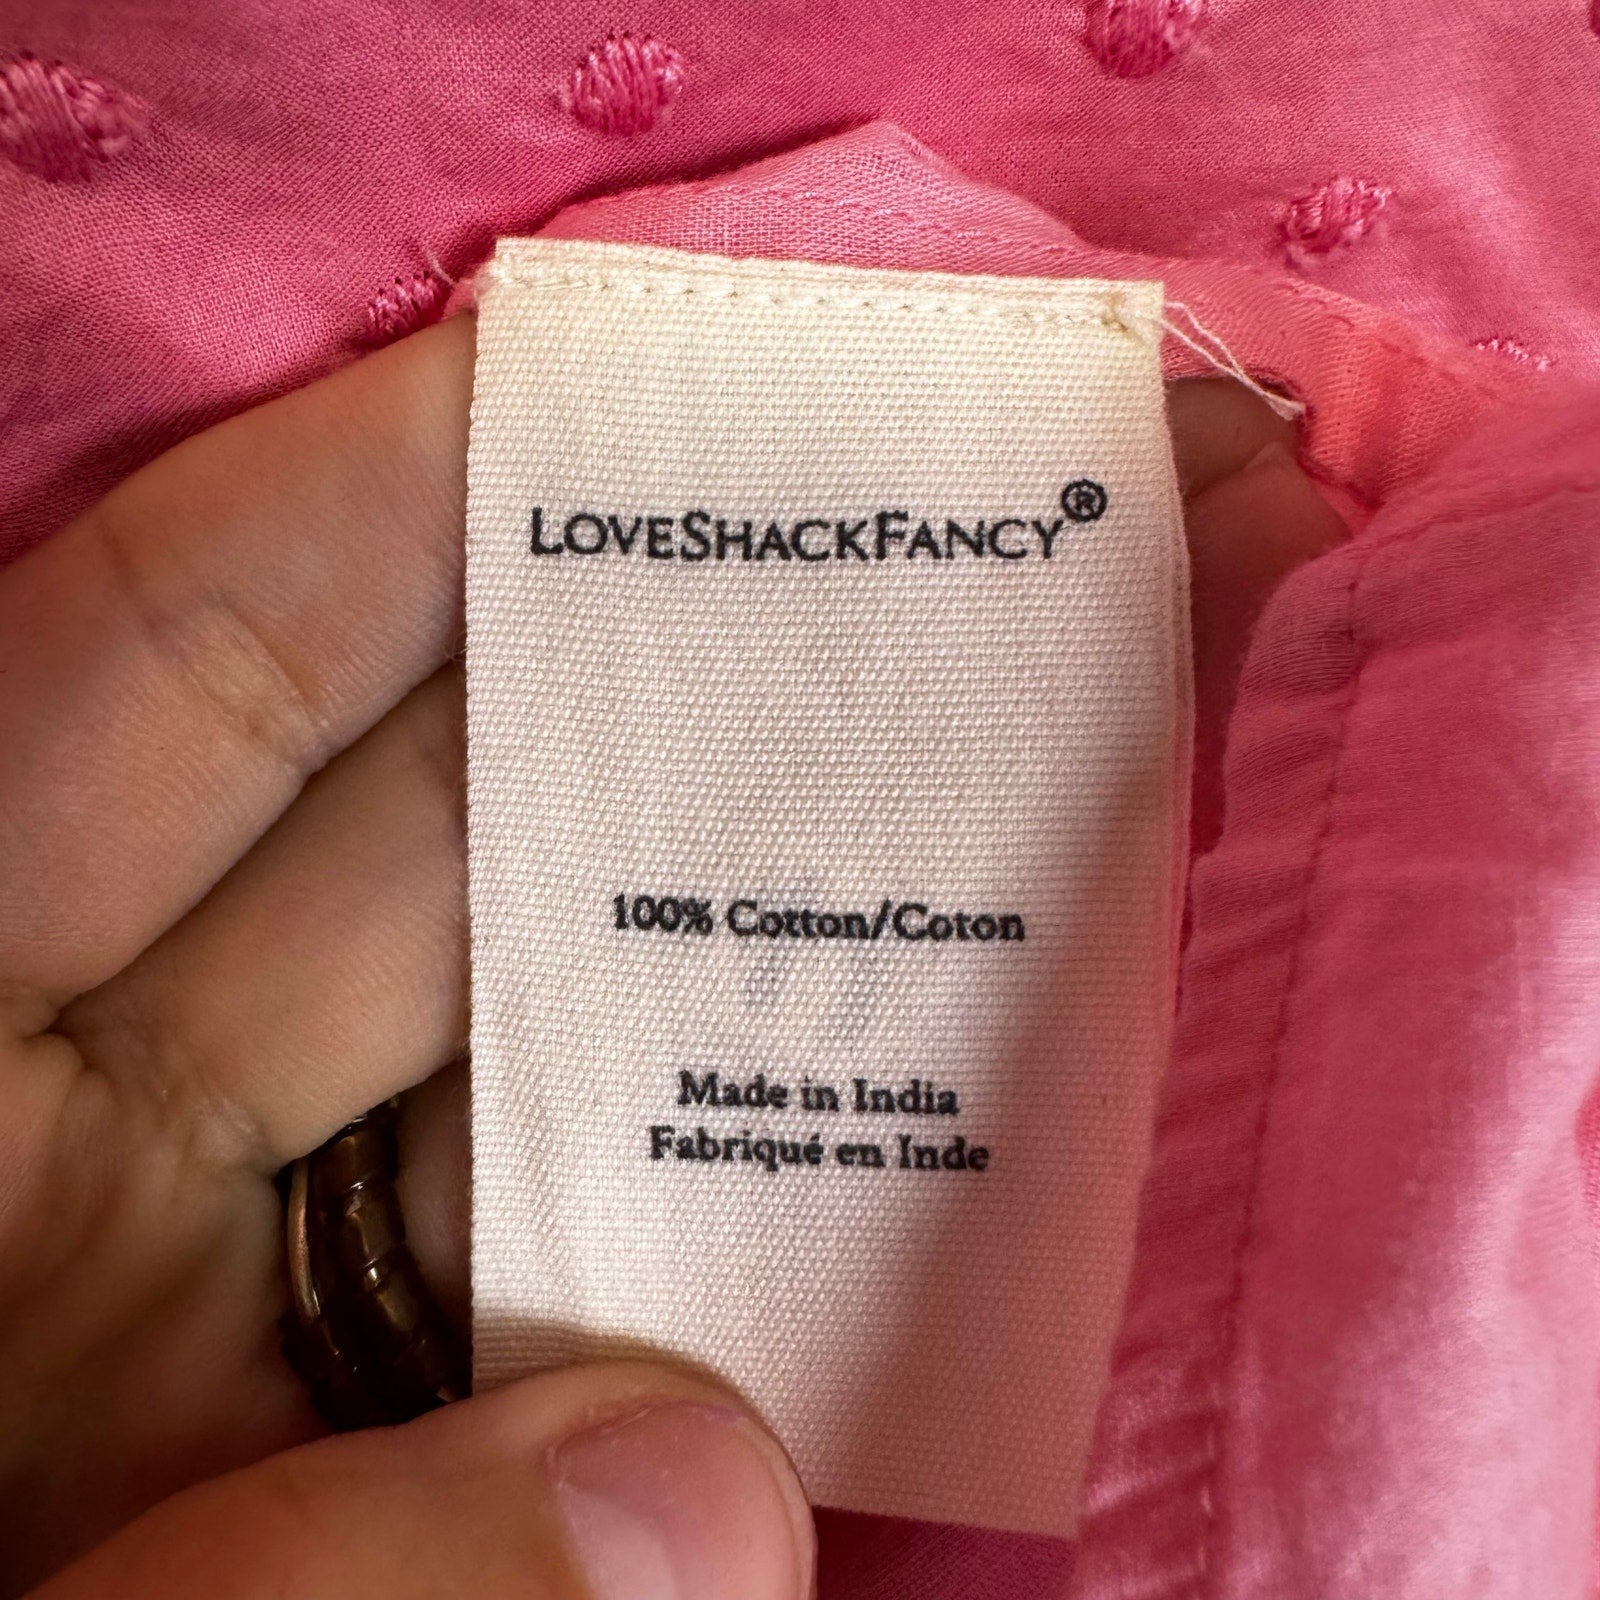 LOVESHACKFANCY®
100% Cotton/Coton
Made in India
Fabriqué en Inde